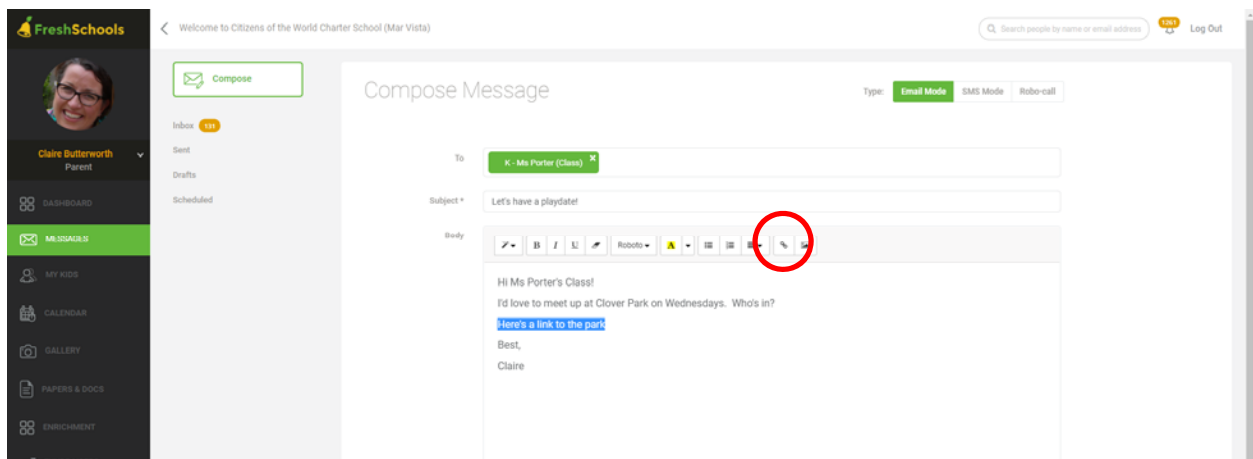 FreshSchools
Welcome to Citizens of the World Charter School (Mar Vista)
Search people by name or email address
1261
Log Out
Claire Butterworth
Parent
DASHBOARD
MESSAGES
MY KIDS
CALENDAR
GALLERY
PAPERS & DOCS
ENRICHMENT
Compose
Inbox 131
Sent
Drafts
Scheduled
Compose Message
Type: Email Mode SMS Mode Robo-call
To K - Ms Porter (Class) x
Subject * Let's have a playdate!
Body
B I U Roboto A
Hi Ms Porter's Class!
I'd love to meet up at Clover Park on Wednesdays. Who's in?
Here's a link to the park
Best,
Claire